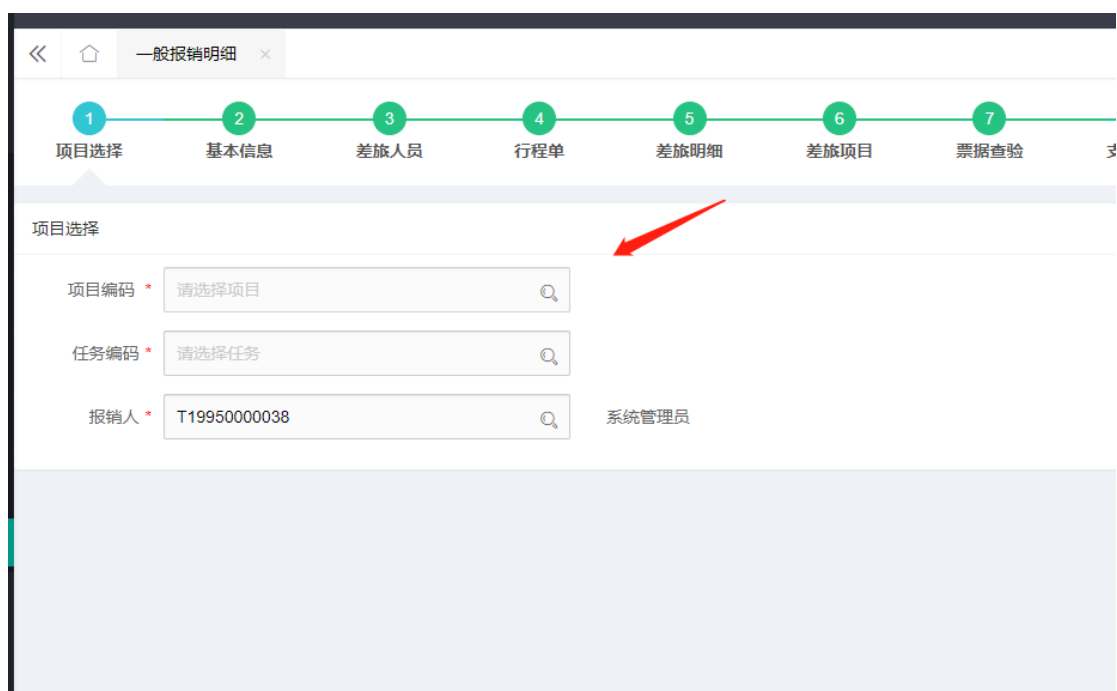 一般报销明细
1 2 3 4 5 6 7
项目选择 基本信息 差旅人员 行程单 差旅明细 差旅项目 票据查验 支
项目选择
项目编码 * 请选择项目
任务编码 * 请选择任务
报销人 * T19950000038 系统管理员